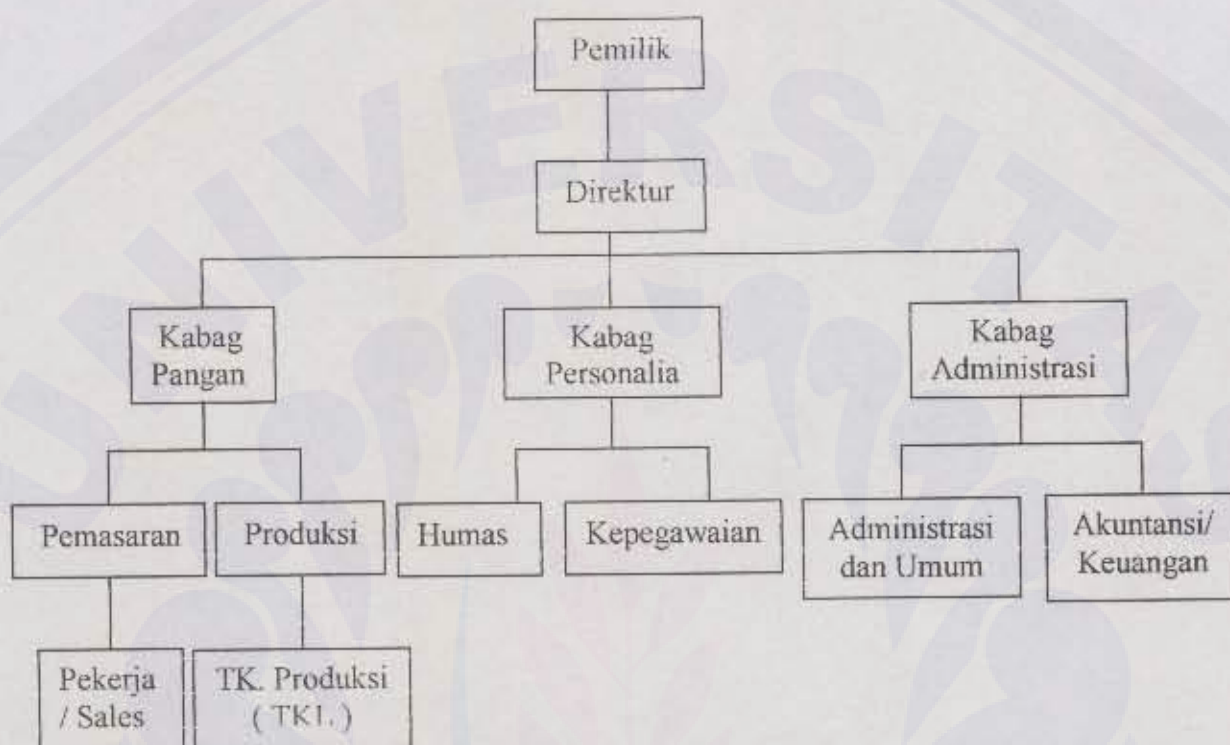 UNIVERSITAS
Pemilik
Direktur
Kabag
Pangan
Kabag
Personalia
Kabag
Administrasi
Pemasaran
Produksi
Humas
Kepegawaian
Administrasi
dan Umum
Akuntansi/
Keuangan
Pekerja
/ Sales
TK. Produksi
( TKL )